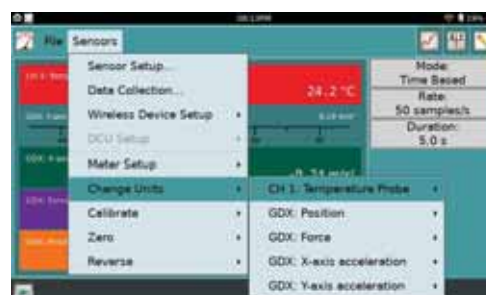 File Sensors
Sensor Setup...
Data Collection...
Wireless Device Setup
DCU Setup
Meter Setup
Change Units
Calibrate
Zero
Reverse
24.2 °C
CH 1: Temperature Probe
GDX: Position
GDX: Force
GDX: X-axis acceleration
GDX: Y-axis acceleration
Mode:
Time Based
Rate:
50 samples/s
Duration:
5.0 s